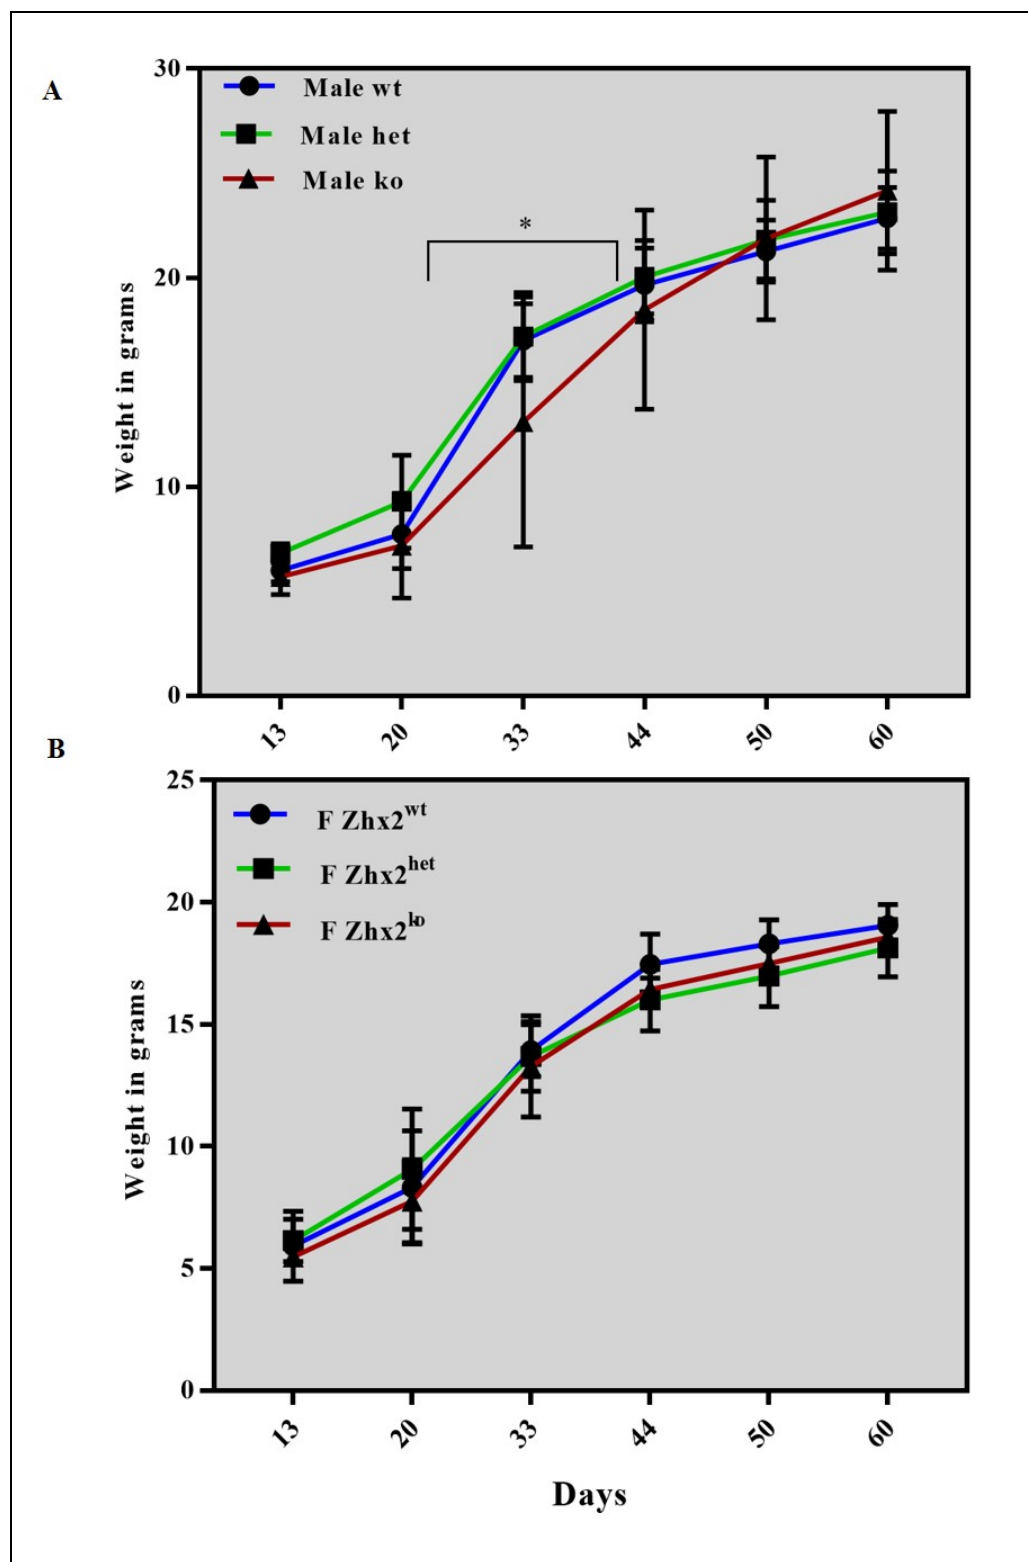 A
30
20
10
0
Weight in grams
Male wt
Male het
Male ko
*
13 20 33 44 50 60
B
25
20
15
10
5
0
Weight in grams
F Zhx2wt
F Zhx2het
F Zhx2ko
13 20 33 44 50 60
Days